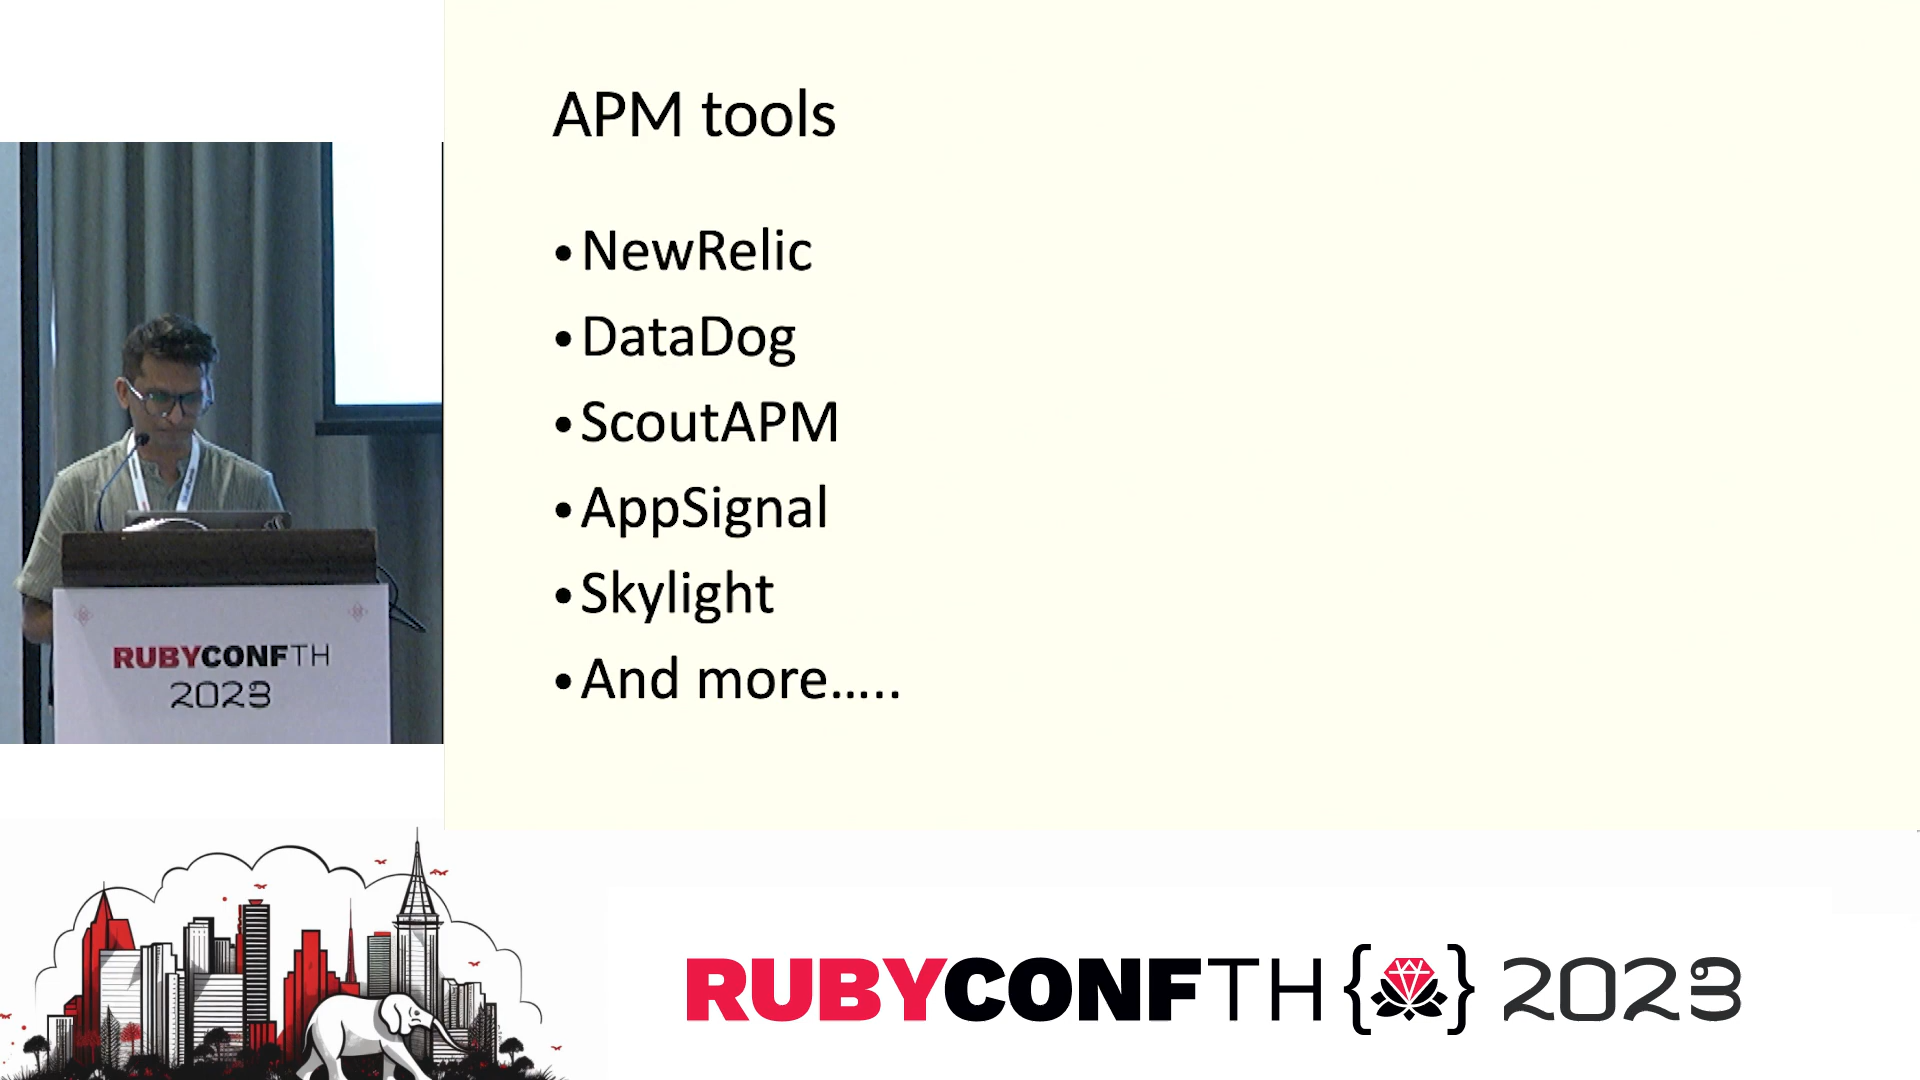 APM tools
• NewRelic
• DataDog
• ScoutAPM
• AppSignal
• Skylight
• And more.....
RUBYCONFTH
2023
RUBYCONFTH { } 2023